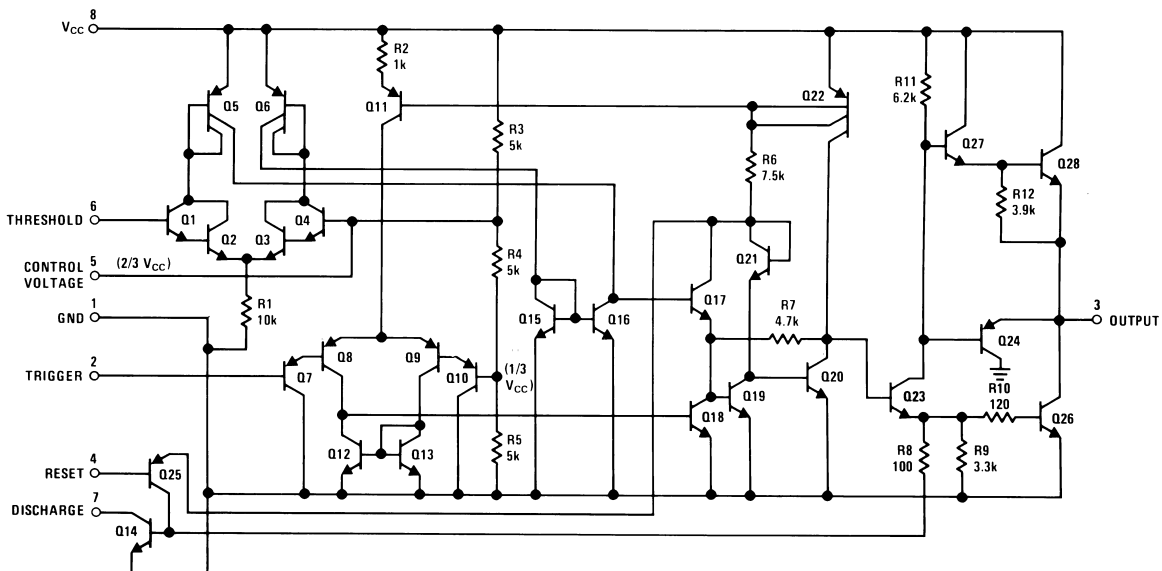 8
VCC
R2
1k
Q5
Q6
Q11
Q22
R11
6.2k
Q27
Q28
R3
5k
R6
7.5k
R12
3.9k
6
THRESHOLD
Q1
Q2
Q3
Q4
5
CONTROL
VOLTAGE
(2/3 VCC)
R4
5k
Q21
1
GND
R1
10k
Q15
Q16
Q17
R7
4.7k
3
OUTPUT
2
TRIGGER
Q7
Q8
Q9
Q10
(1/3
VCC)
Q24
Q18
Q19
Q20
Q23
R10
120
Q26
4
RESET
Q25
Q12
Q13
R5
5k
R8
100
R9
3.3k
7
DISCHARGE
Q14